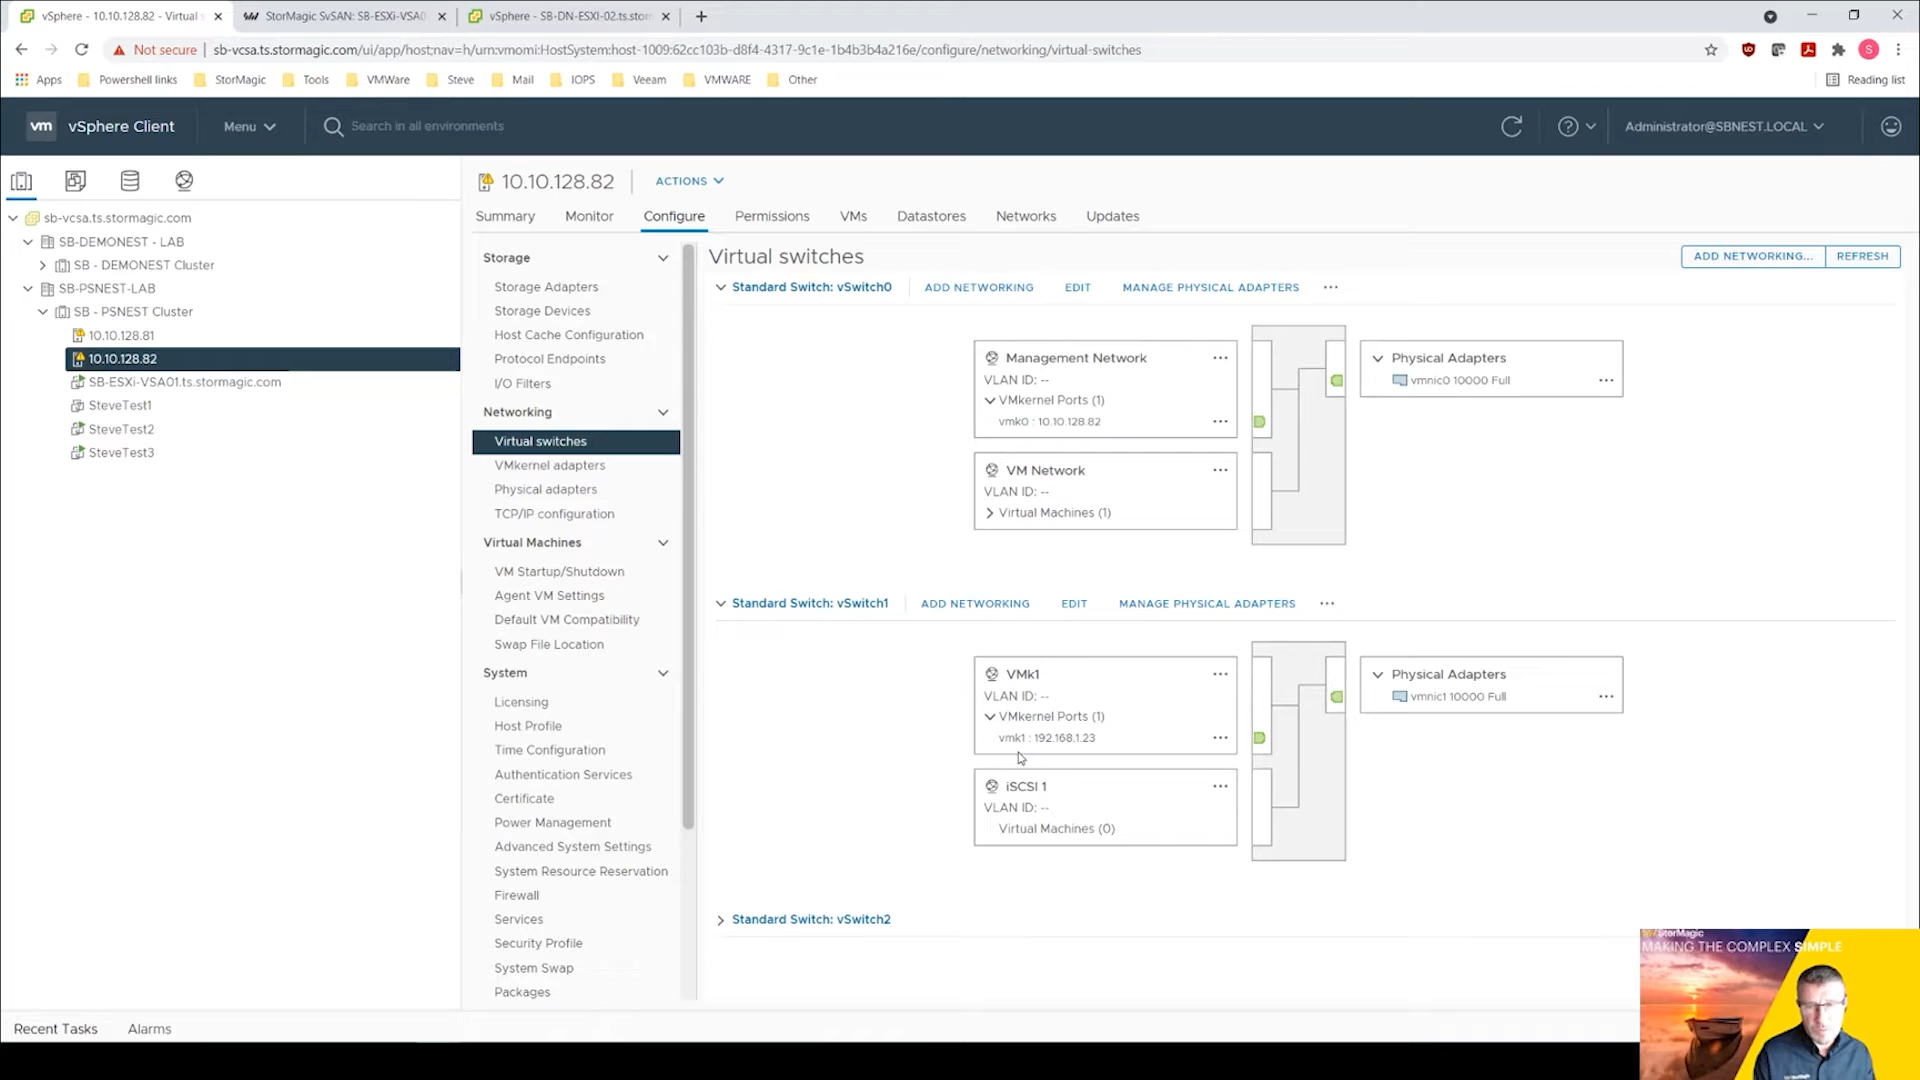 vSphere - 10.10.128.82 - Virtual s
StorMagic SvSAN: SB-ESXi-VSA0
vSphere - SB-DN-ESXI-02.ts.storm
Not secure
sb-vcsa.ts.stormagic.com/ui/app/host;nav=h/urn:vmomi:HostSystem:host-1009:62cc103b-d8f4-4317-9c1e-1b4b3b4a216e/configure/networking/virtual-switches
S
Apps
Powershell links
StorMagic
Tools
VMWare
Steve
Mail
IOPS
Veeam
VMWARE
Other
Reading list
vm
vSphere Client
Menu
Search in all environments
Administrator@SBNEST.LOCAL
sb-vcsa.ts.stormagic.com
SB-DEMONEST - LAB
SB - DEMONEST Cluster
SB-PSNEST-LAB
SB - PSNEST Cluster
10.10.128.81
10.10.128.82
SB-ESXi-VSA01.ts.stormagic.com
SteveTest1
SteveTest2
SteveTest3
10.10.128.82
ACTIONS
Summary
Monitor
Configure
Permissions
VMs
Datastores
Networks
Updates
Storage
Storage Adapters
Storage Devices
Host Cache Configuration
Protocol Endpoints
I/O Filters
Networking
Virtual switches
VMkernel adapters
Physical adapters
TCP/IP configuration
Virtual Machines
VM Startup/Shutdown
Agent VM Settings
Default VM Compatibility
Swap File Location
System
Licensing
Host Profile
Time Configuration
Authentication Services
Certificate
Power Management
Advanced System Settings
System Resource Reservation
Firewall
Services
Security Profile
System Swap
Packages
Virtual switches
ADD NETWORKING...
REFRESH
Standard Switch: vSwitch0
ADD NETWORKING
EDIT
MANAGE PHYSICAL ADAPTERS
...
Management Network
...
VLAN ID: --
VMkernel Ports (1)
vmk0 : 10.10.128.82
...
VM Network
...
VLAN ID: --
Virtual Machines (1)
Physical Adapters
vmnic0 10000 Full
...
Standard Switch: vSwitch1
ADD NETWORKING
EDIT
MANAGE PHYSICAL ADAPTERS
...
VMk1
...
VLAN ID: --
VMkernel Ports (1)
vmk1 : 192.168.1.23
...
iSCSI 1
...
VLAN ID: --
Virtual Machines (0)
Physical Adapters
vmnic1 10000 Full
...
Standard Switch: vSwitch2
StorMagic
MAKING THE COMPLEX SIMPLE
Recent Tasks
Alarms